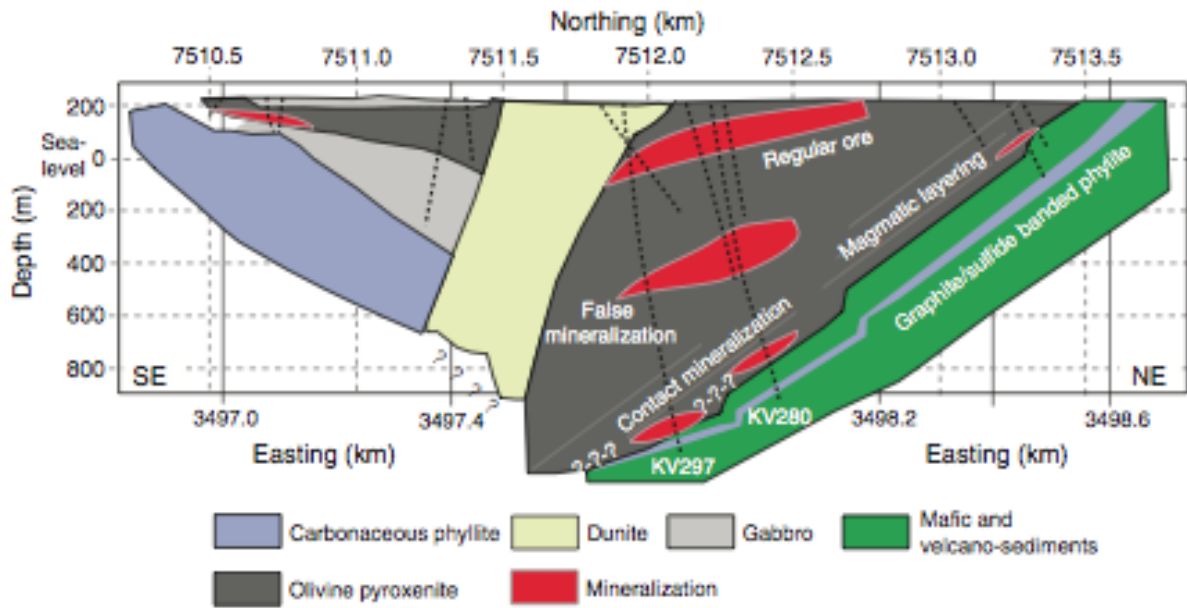 Northing (km)
7510.5 7511.0 7511.5 7512.0 7512.5 7513.0 7513.5
200
Sea-
level
0
200
400
600
800
Depth (m)
Regular ore
Magmatic layering
Graphite/sulfide banded phylite
False
mineralization
Contact mineralization
?-?-?
? ? ? ?
?-?-?
SE
NE
KV280
KV297
3497.0 3497.4 3498.2 3498.6
Easting (km) Easting (km)
Carbonaceous phyllite Dunite Gabbro Mafic and
velcano-sediments
Olivine pyroxenite Mineralization